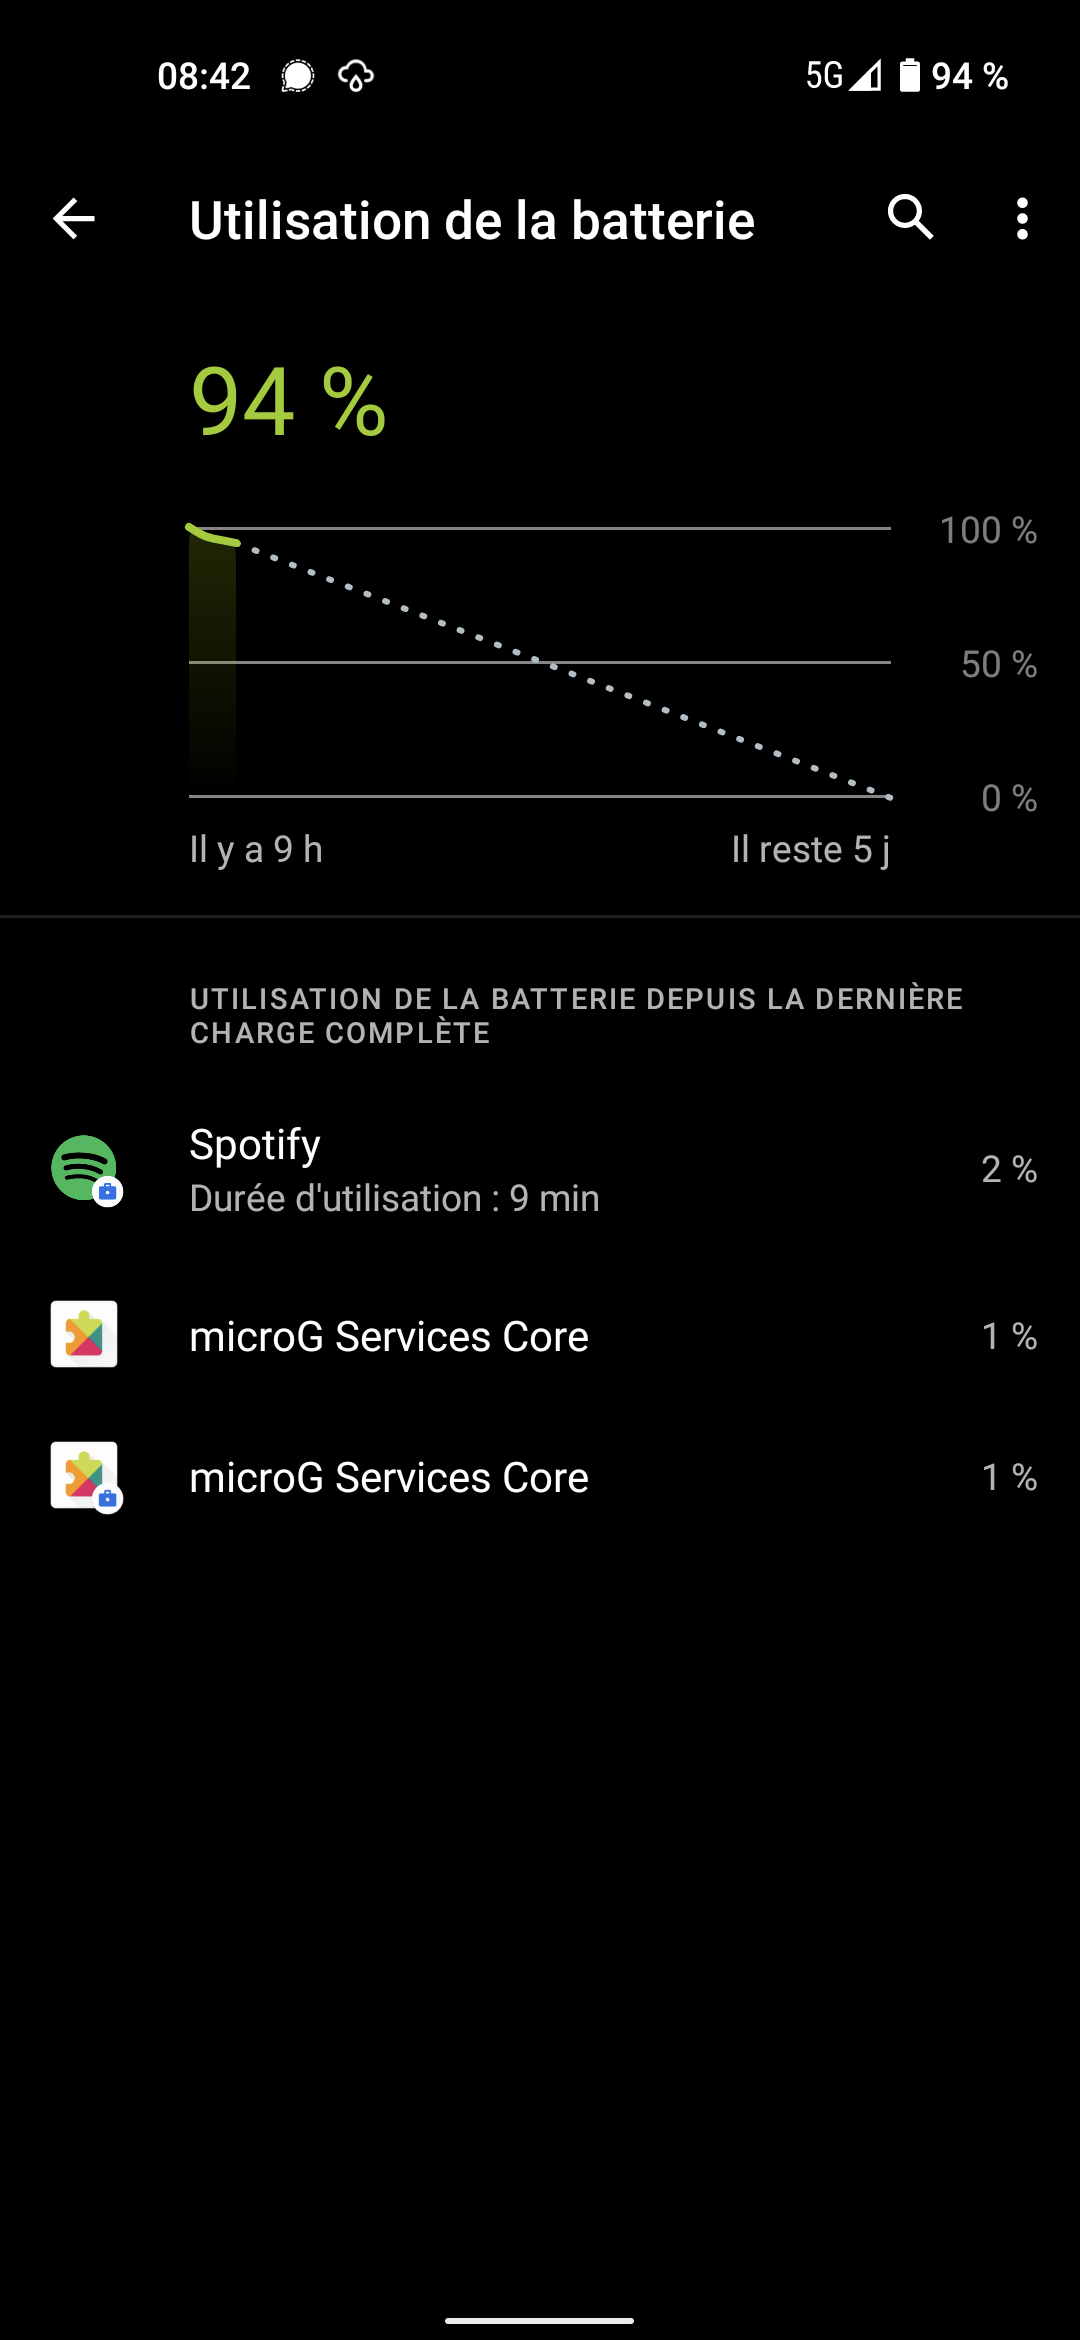 08:42
5G 94 %
Utilisation de la batterie
94 %
100 %
50 %
0 %
Il y a 9 h
Il reste 5 j
UTILISATION DE LA BATTERIE DEPUIS LA DERNIÈRE
CHARGE COMPLÈTE
Spotify
Durée d'utilisation : 9 min
2 %
microG Services Core
1 %
microG Services Core
1 %